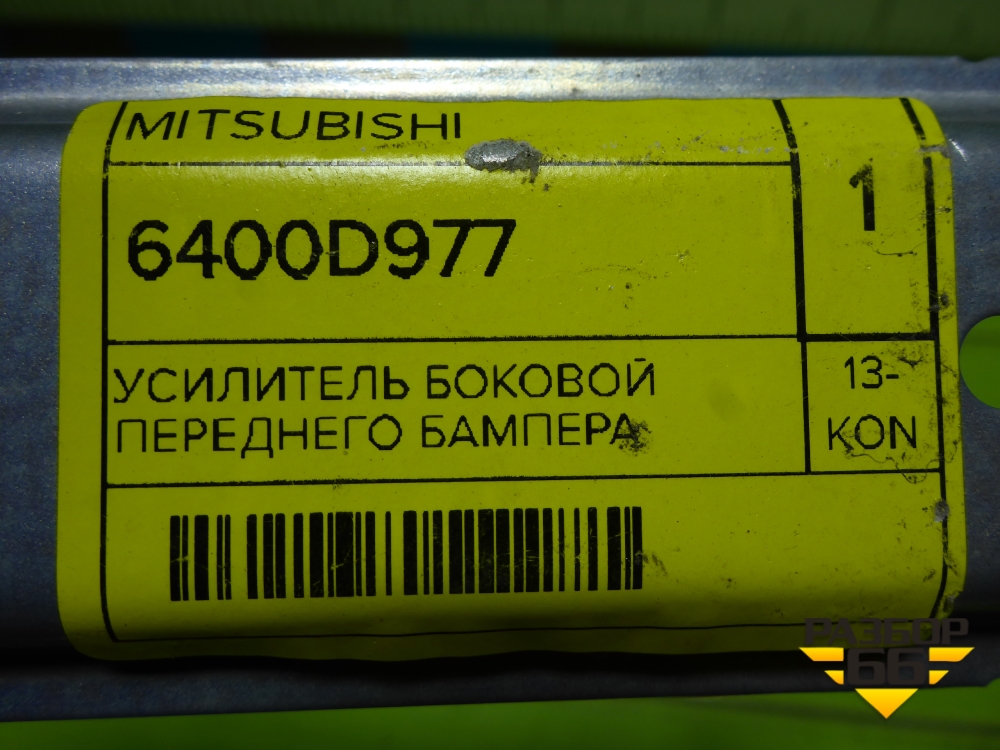 MITSUBISHI
6400D977
1
УСИЛИТЕЛЬ БОКОВОЙ
ПЕРЕДНЕГО БАМПЕРА
13-
KON
РАЗБОР
66